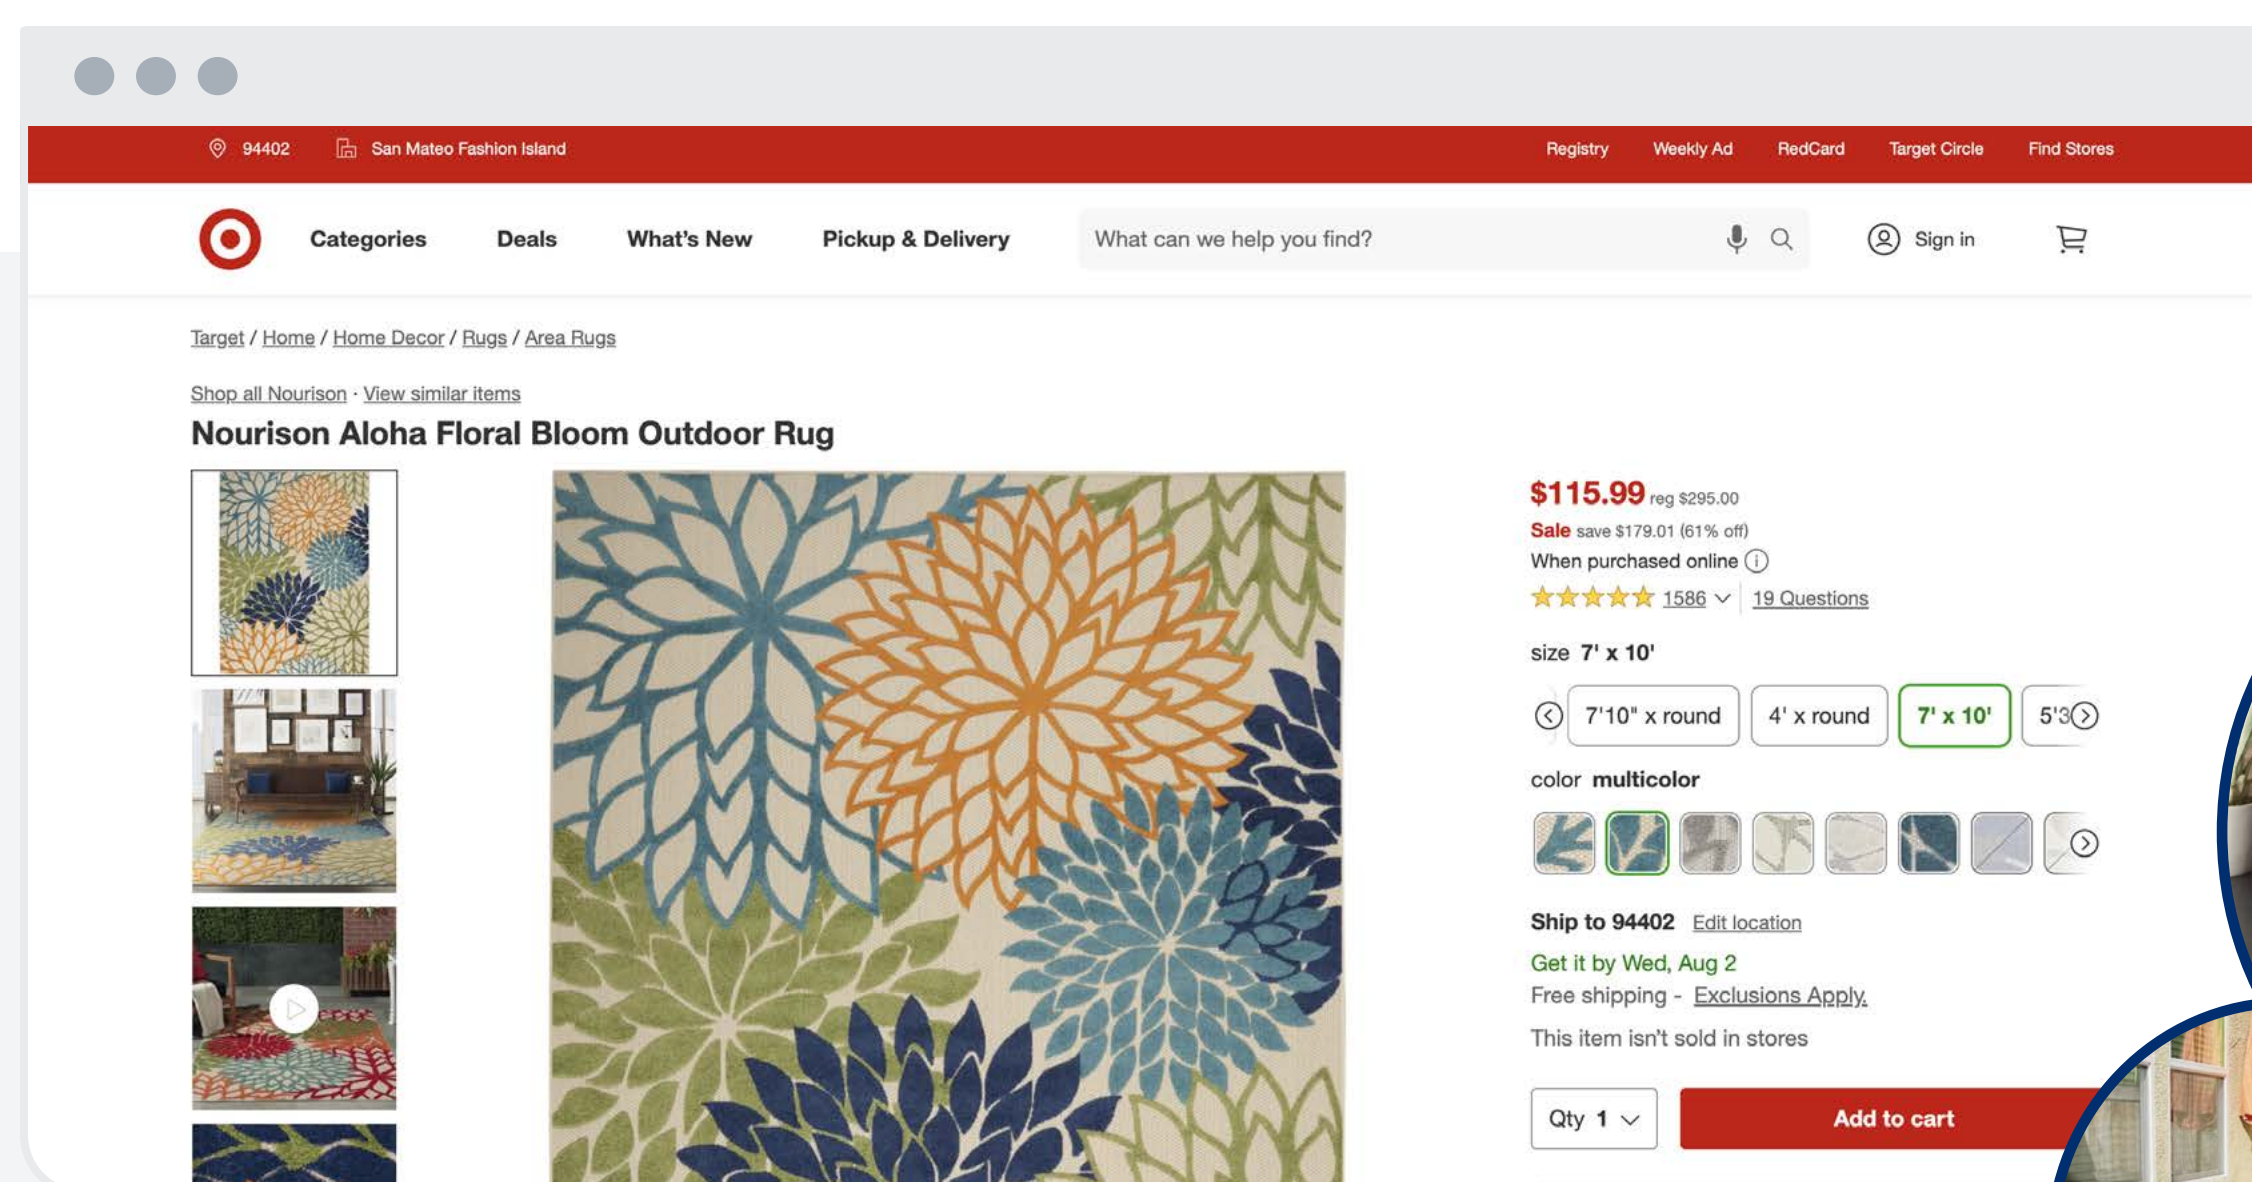 94402 San Mateo Fashion Island Registry Weekly Ad RedCard Target Circle Find Stores
Categories Deals What's New Pickup & Delivery What can we help you find? Sign in
Target / Home / Home Decor / Rugs / Area Rugs
Shop all Nourison · View similar items
Nourison Aloha Floral Bloom Outdoor Rug
$115.99 reg $295.00
Sale save $179.01 (61% off)
When purchased online
1586 19 Questions
size 7' x 10'
7'10" x round 4' x round 7' x 10' 5'3
color multicolor
Ship to 94402 Edit location
Get it by Wed, Aug 2
Free shipping - Exclusions Apply.
This item isn't sold in stores
Qty 1 Add to cart